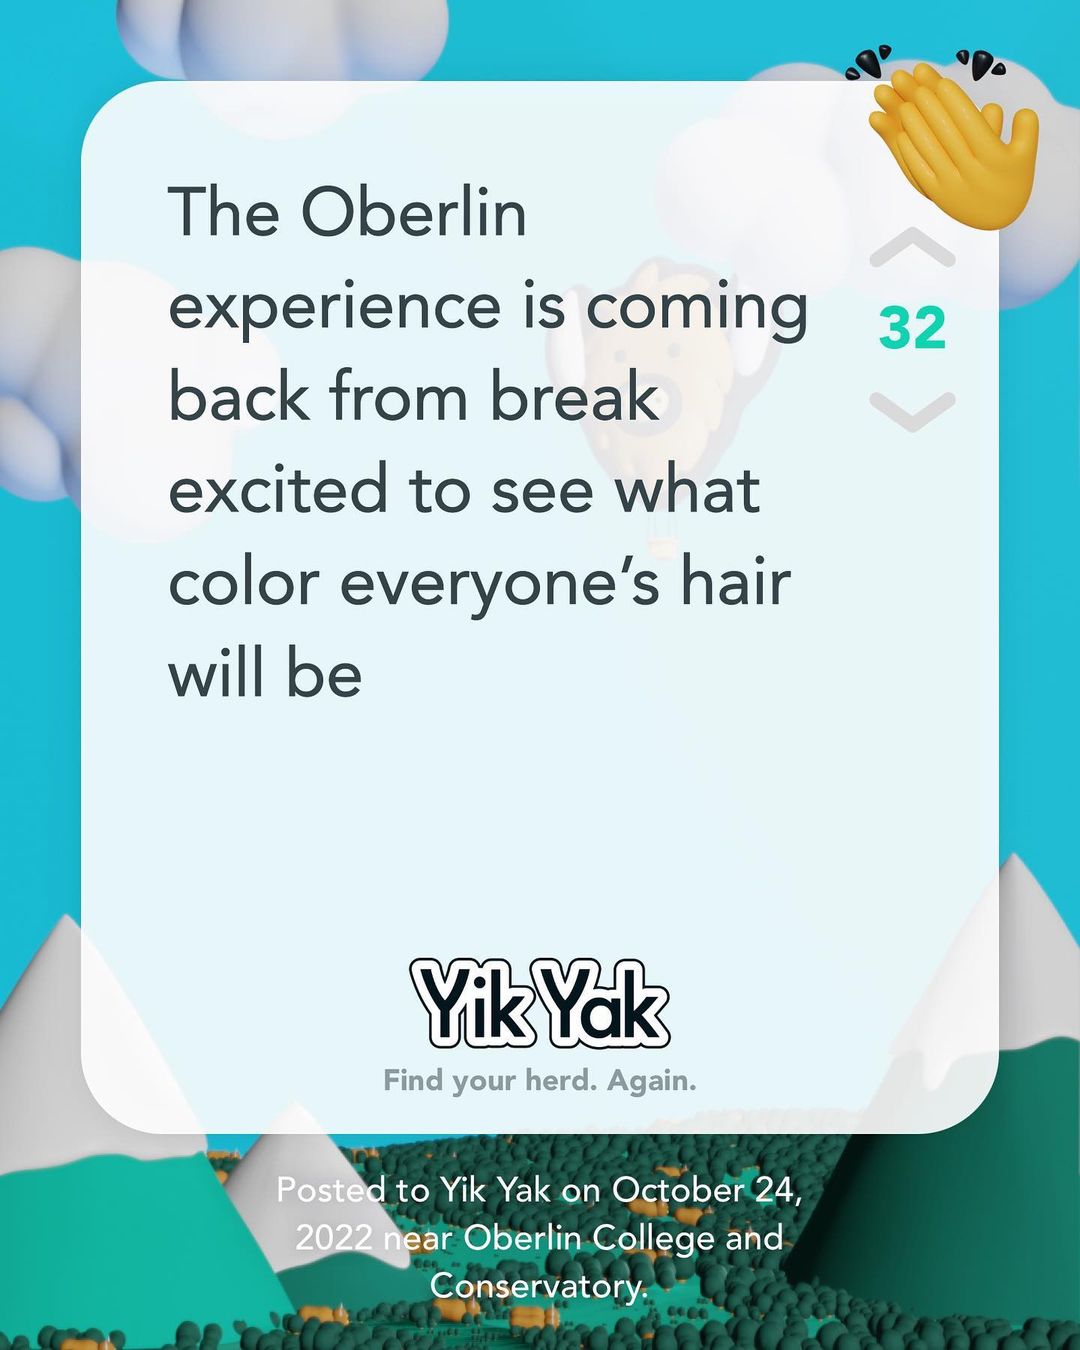 The Oberlin
experience is coming
back from break
excited to see what
color everyone’s hair
will be
32
Yik Yak
Find your herd. Again.
Posted to Yik Yak on October 24,
2022 near Oberlin College and
Conservatory.